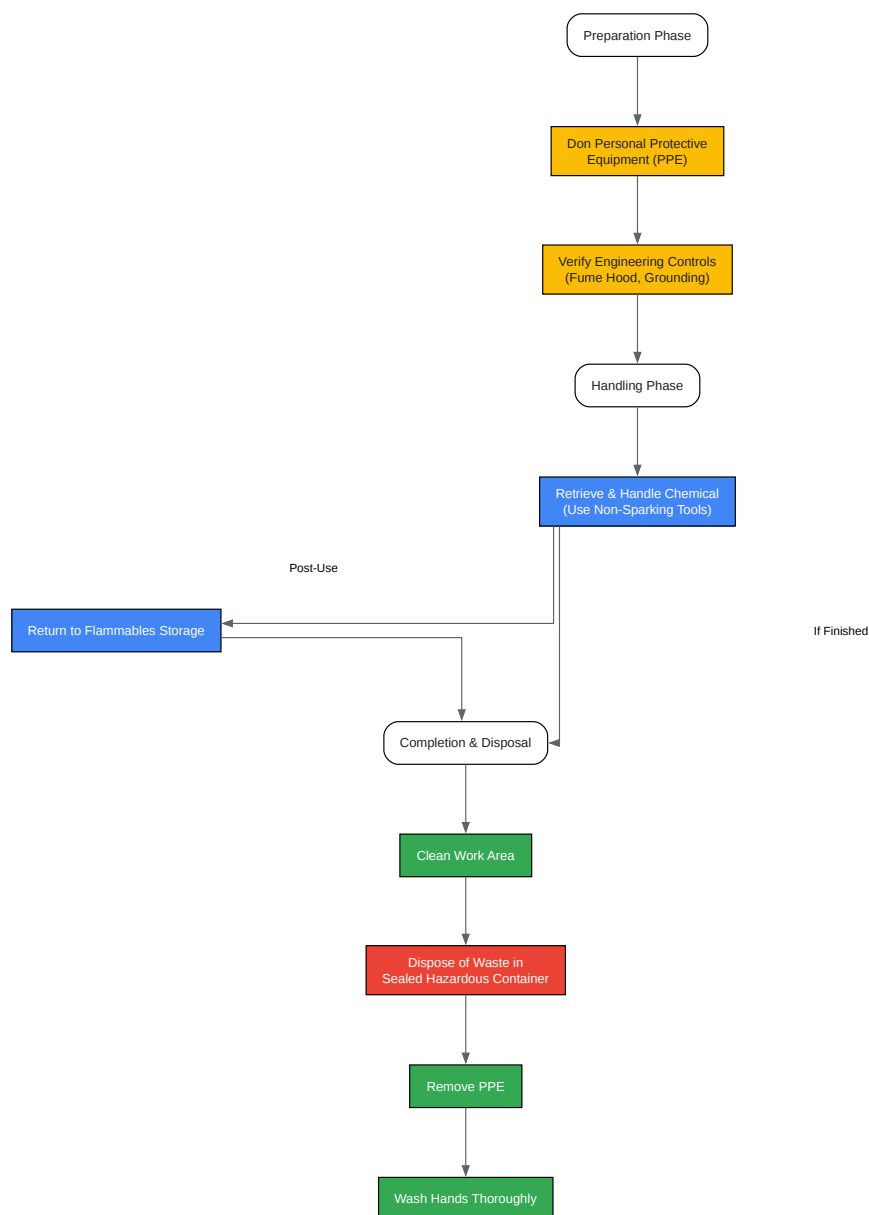 Preparation Phase
Don Personal Protective
Equipment (PPE)
Verify Engineering Controls
(Fume Hood, Grounding)
Handling Phase
Retrieve & Handle Chemical
(Use Non-Sparking Tools)
Post-Use
Return to Flammables Storage
If Finished
Completion & Disposal
Clean Work Area
Dispose of Waste in
Sealed Hazardous Container
Remove PPE
Wash Hands Thoroughly